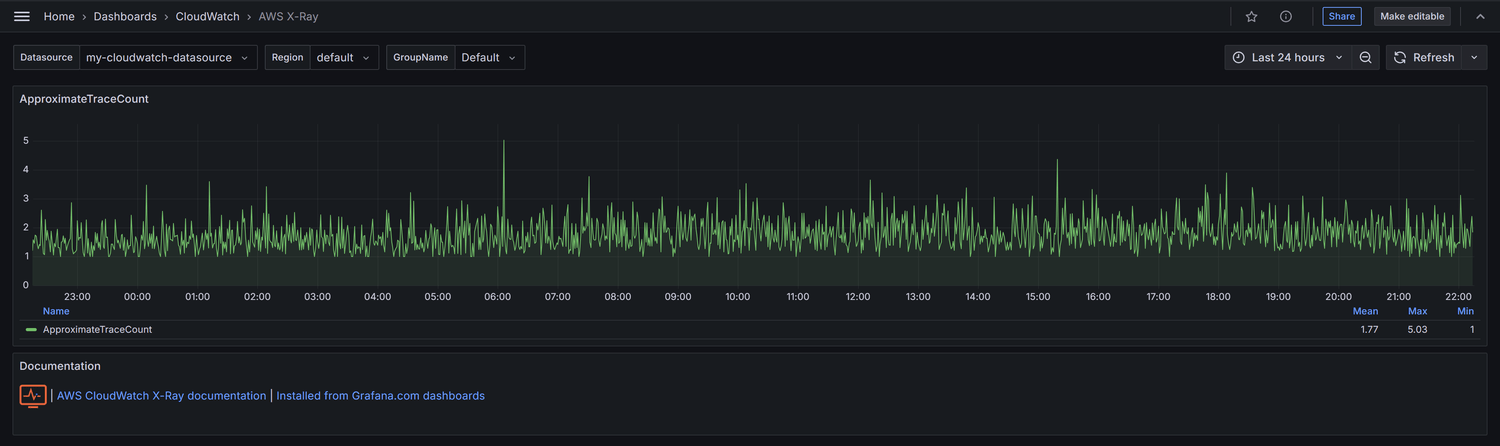 Home › Dashboards › CloudWatch › AWS X-Ray Share Make editable
Datasource my-cloudwatch-datasource Region default GroupName Default Last 24 hours Refresh
ApproximateTraceCount
5
4
3
2
1
0
23:00 00:00 01:00 02:00 03:00 04:00 05:00 06:00 07:00 08:00 09:00 10:00 11:00 12:00 13:00 14:00 15:00 16:00 17:00 18:00 19:00 20:00 21:00 22:00
Name Mean Max Min
ApproximateTraceCount 1.77 5.03 1
Documentation
| AWS CloudWatch X-Ray documentation | Installed from Grafana.com dashboards